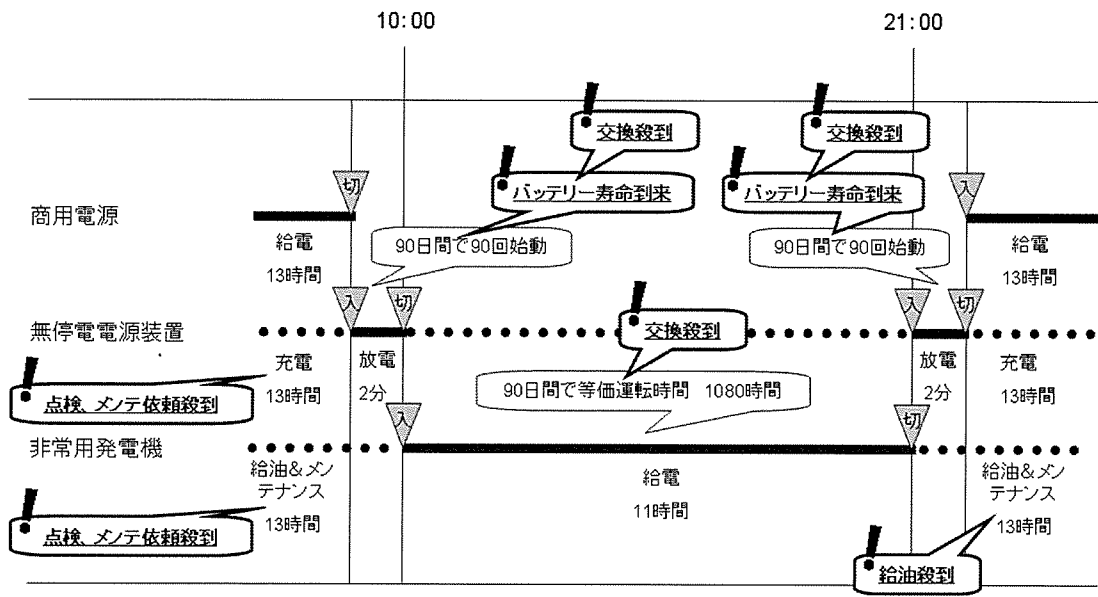 10:00
21:00
交換殺到
交換殺到
バッテリー寿命到来
バッテリー寿命到来
切
入
商用電源
給電
13時間
90日間で90回始動
90日間で90回始動
給電
13時間
入
切
入
切
無停電電源装置
交換殺到
充電
13時間
放電
2分
90日間で等価運転時間 1080時間
放電
2分
充電
13時間
点検、メンテ依頼殺到
入
切
非常用発電機
給油&メン
テナンス
13時間
給電
11時間
給油&メン
テナンス
13時間
点検、メンテ依頼殺到
給油殺到